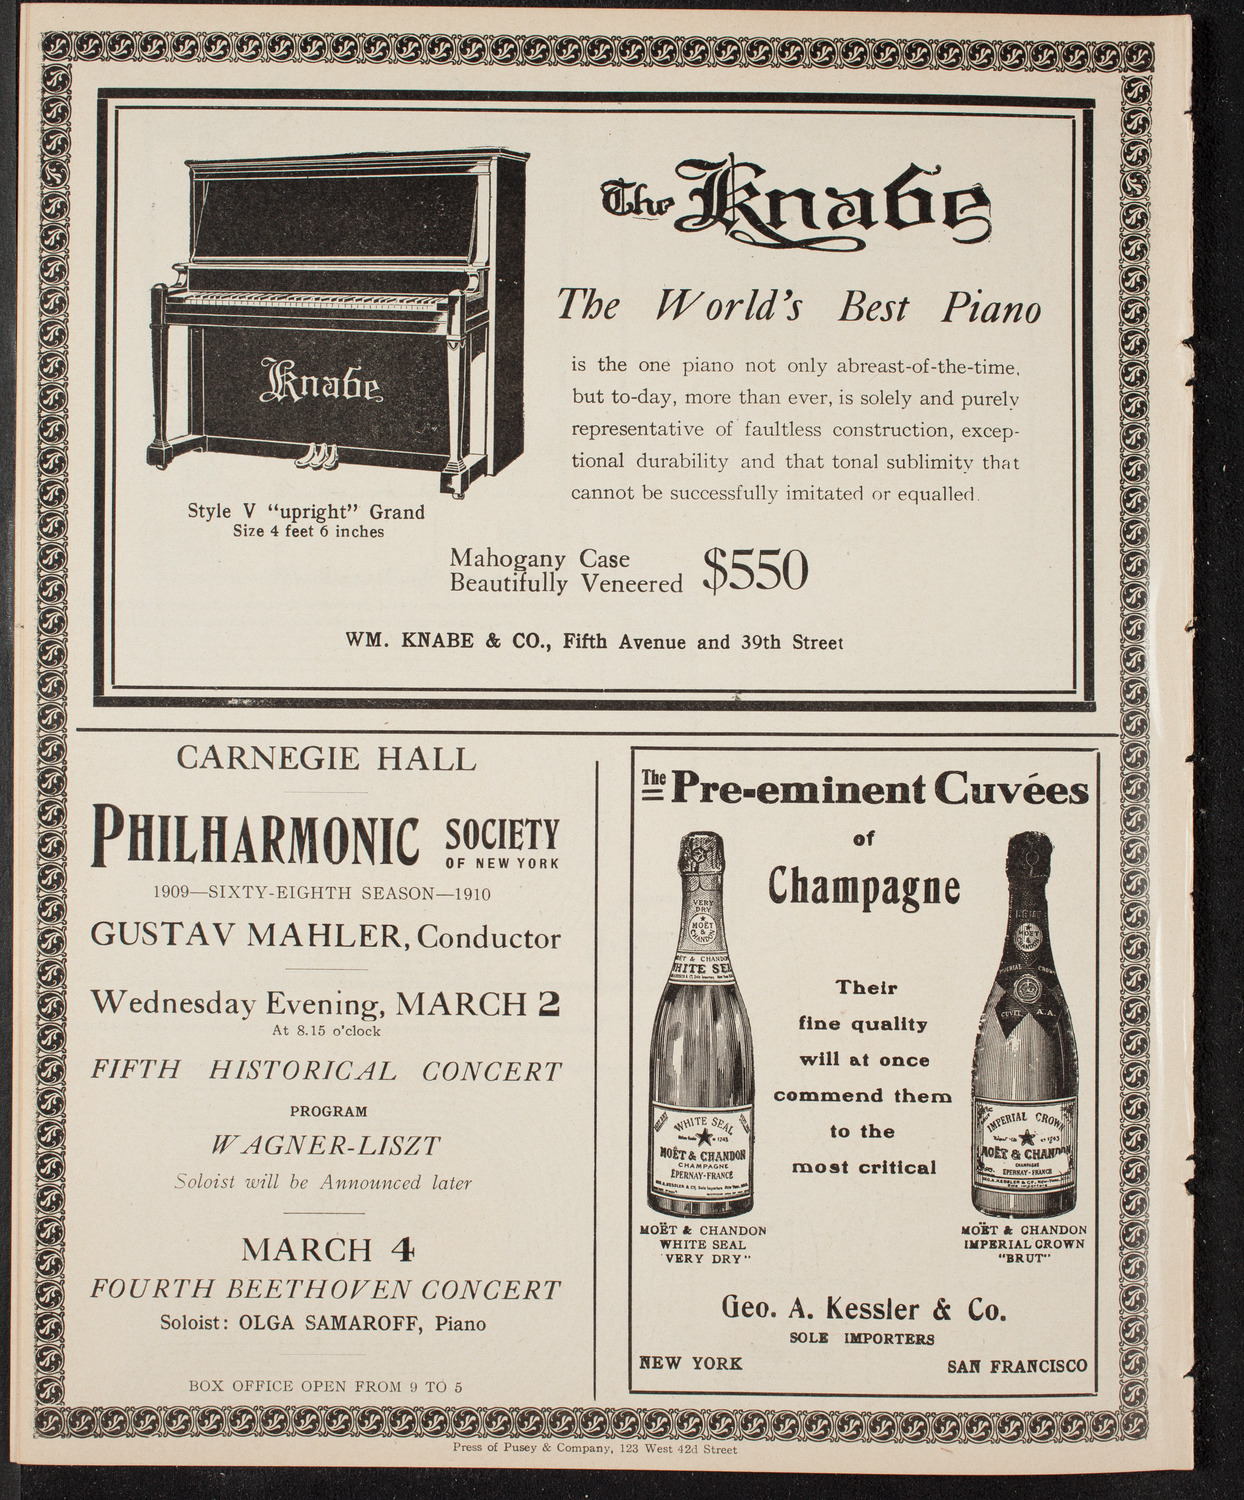 The Knabe
The World's Best Piano
is the one piano not only abreast-of-the-time,
but to-day, more than ever, is solely and purely
representative of faultless construction, excep-
tional durability and that tonal sublimity that
cannot be successfully imitated or equalled.
Knabe
Style V "upright" Grand
Size 4 feet 6 inches
Mahogany Case
Beautifully Veneered
$550
WM. KNABE & CO., Fifth Avenue and 39th Street
CARNEGIE HALL
PHILHARMONIC SOCIETY
OF NEW YORK
1909—SIXTY-EIGHTH SEASON—1910
GUSTAV MAHLER, Conductor
Wednesday Evening, MARCH 2
At 8.15 o'clock
FIFTH HISTORICAL CONCERT
PROGRAM
WAGNER-LISZT
Soloist will be Announced later
MARCH 4
FOURTH BEETHOVEN CONCERT
Soloist: OLGA SAMAROFF, Piano
BOX OFFICE OPEN FROM 9 TO 5
The Pre-eminent Cuvées
of
Champagne
Their
fine quality
will at once
commend them
to the
most critical
VERY
DRY
MOËT
&
CHANDON
WHITE SEAL
MOËT & CHANDON
CHAMPAGNE
EPERNAY-FRANCE
MOËT & CHANDON
WHITE SEAL
"VERY DRY"
MOËT
&
CHANDON
IMPERIAL CROWN
MOËT & CHANDON
CHAMPAGNE
EPERNAY-FRANCE
MOËT & CHANDON
IMPERIAL CROWN
"BRUT"
Geo. A. Kessler & Co.
SOLE IMPORTERS
NEW YORK
SAN FRANCISCO
Press of Pusey & Company, 123 West 42d Street